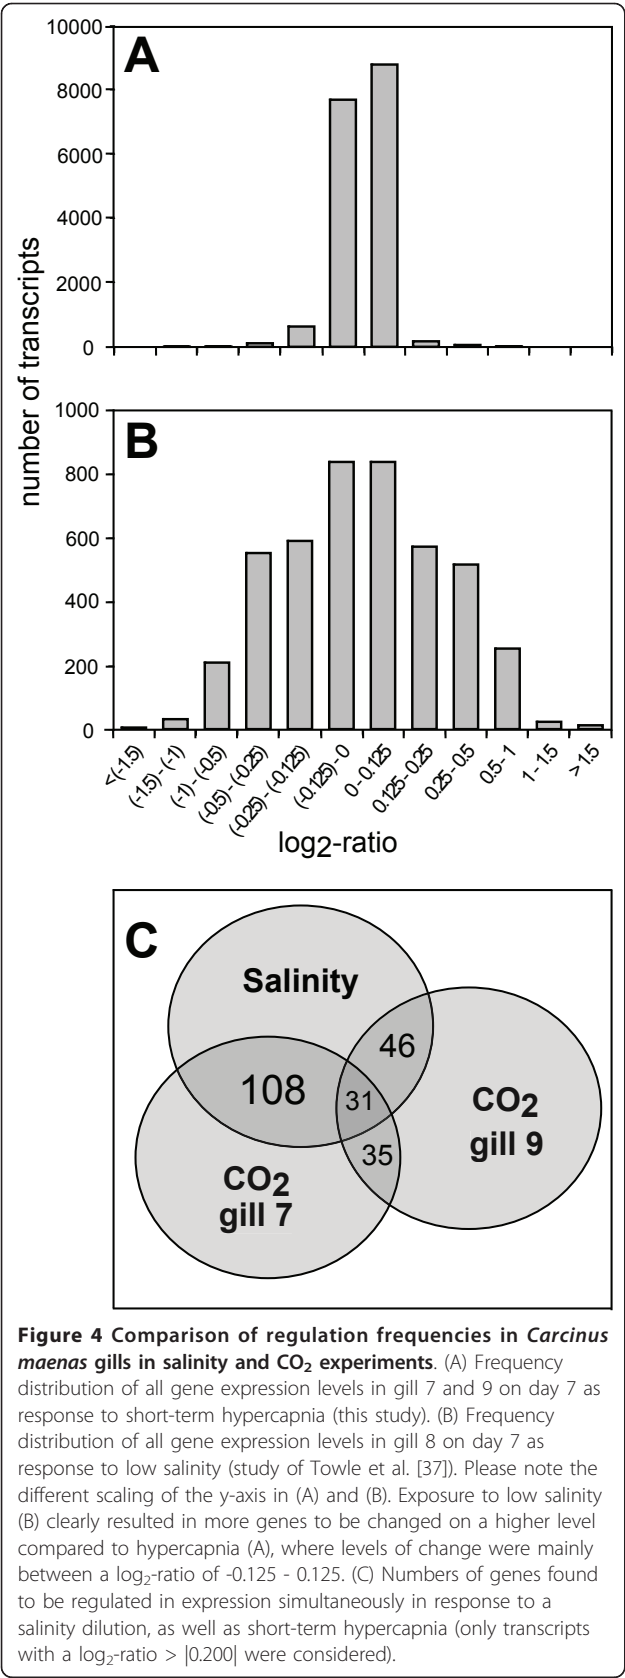 A
10000
8000
6000
4000
2000
0
number of transcripts
B
1000
800
600
400
200
0
<(-1.5)
(-1.5) - (-1)
(-1) - (-0.5)
(-0.5) - (-0.25)
(-0.25) - (-0.125)
(-0.125) - 0
0 - 0.125
0.125 - 0.25
0.25 - 0.5
0.5 - 1
1 - 1.5
> 1.5
log2-ratio
C
Salinity
46
108
31
CO2
gill 9
35
CO2
gill 7
Figure 4 Comparison of regulation frequencies in Carcinus
maenas gills in salinity and CO2 experiments. (A) Frequency
distribution of all gene expression levels in gill 7 and 9 on day 7 as
response to short-term hypercapnia (this study). (B) Frequency
distribution of all gene expression levels in gill 8 on day 7 as
response to low salinity (study of Towle et al. [37]). Please note the
different scaling of the y-axis in (A) and (B). Exposure to low salinity
(B) clearly resulted in more genes to be changed on a higher level
compared to hypercapnia (A), where levels of change were mainly
between a log2-ratio of -0.125 - 0.125. (C) Numbers of genes found
to be regulated in expression simultaneously in response to a
salinity dilution, as well as short-term hypercapnia (only transcripts
with a log2-ratio > |0.200| were considered).